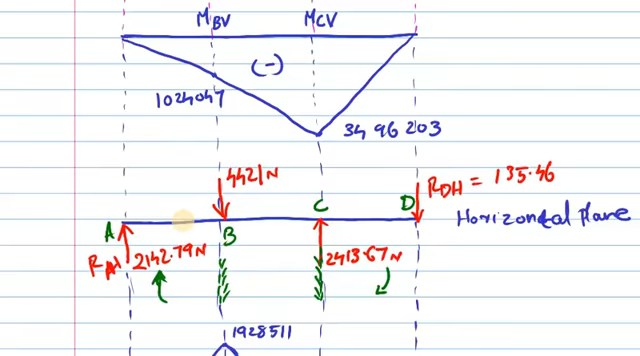 MBV MCV
(-)
1024047
3496203
4421N
RDH = 135.46
A B C D
Horizontal Plane
RAH 2142.79N
2413.67N
1928511